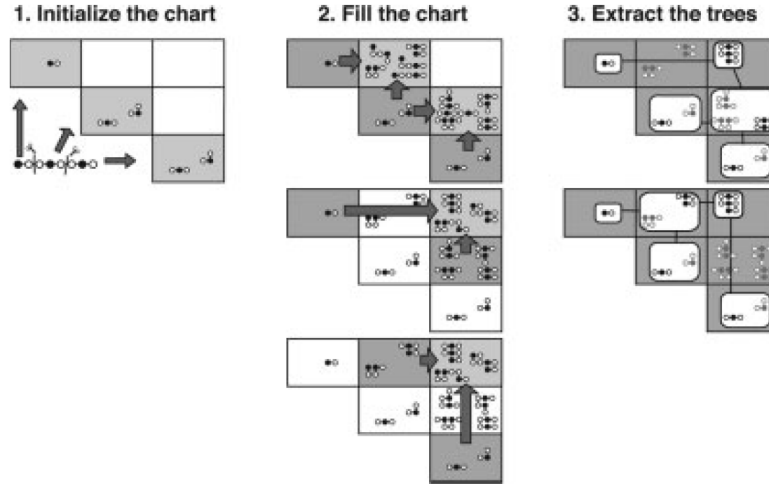 1. Initialize the chart
2. Fill the chart
3. Extract the trees